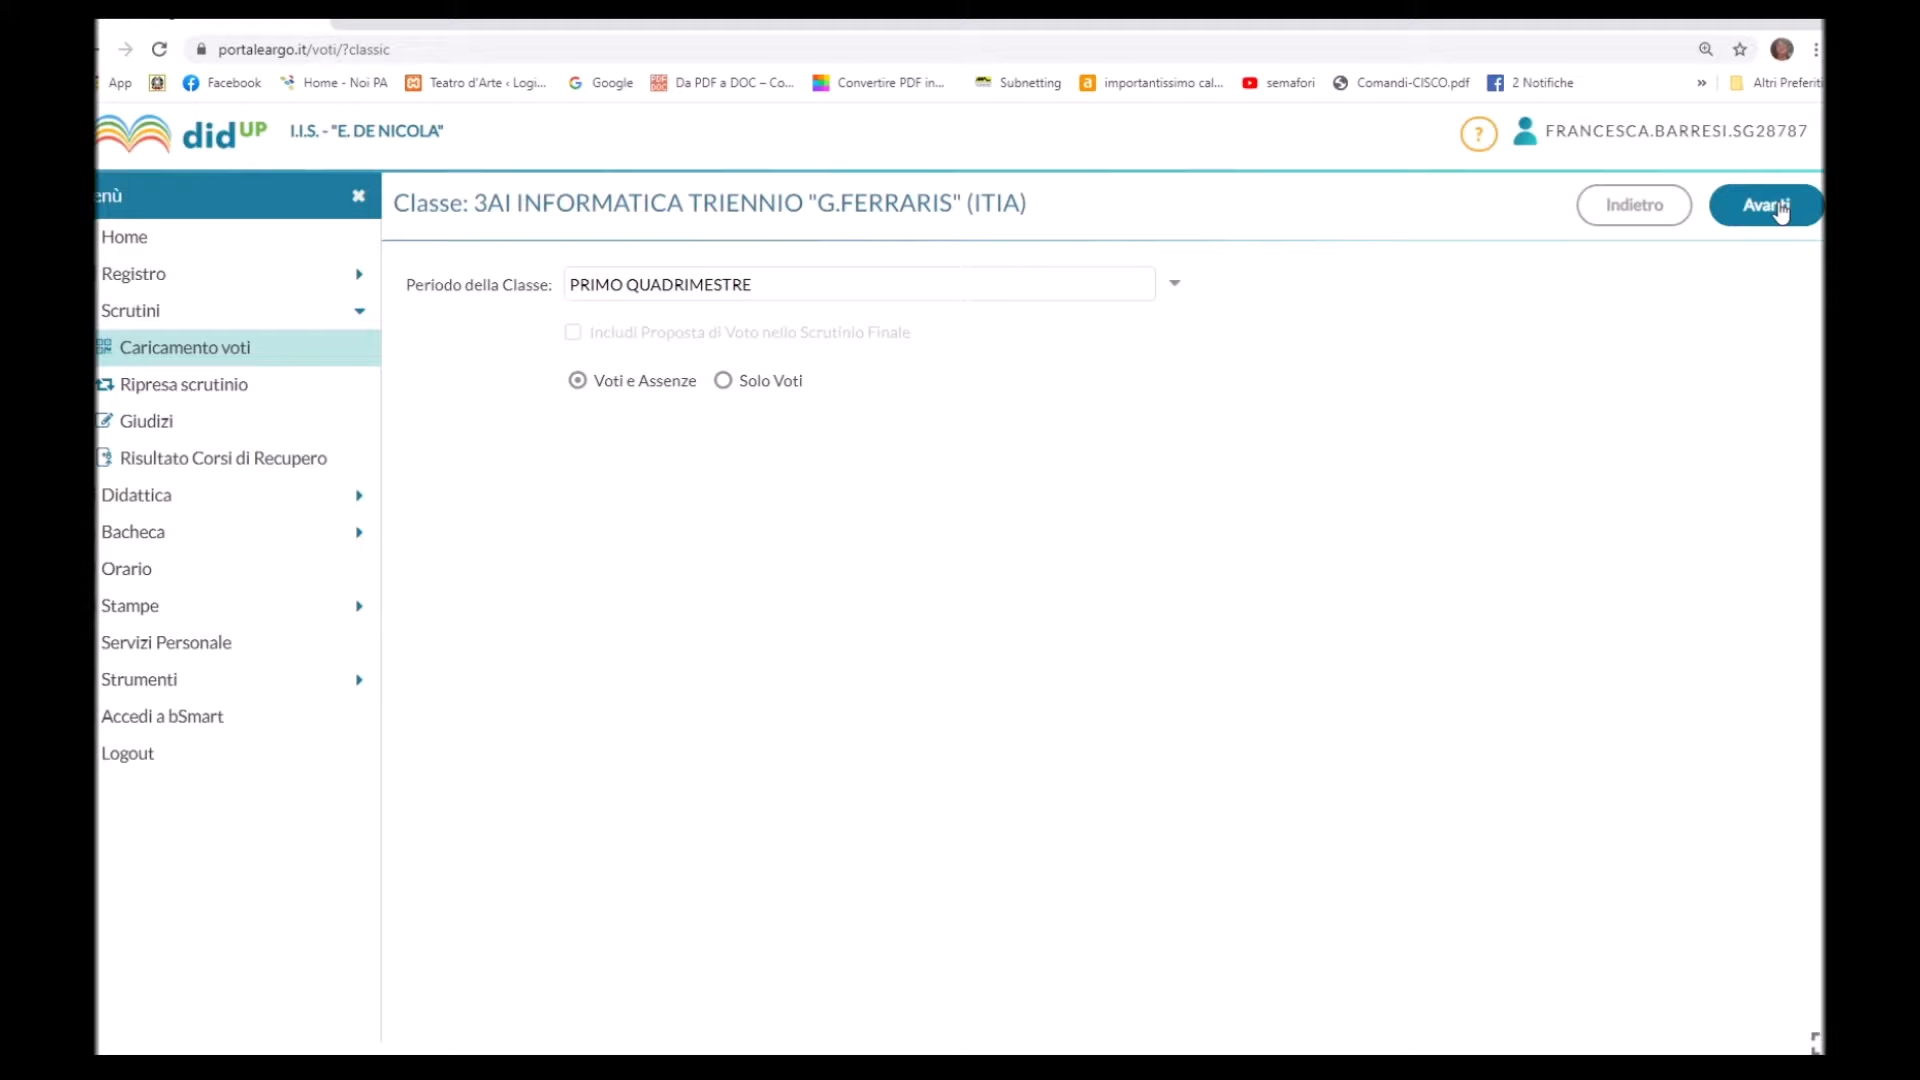 portaleargo.it/voti/?classic
App Facebook Home - Noi PA Teatro d'Arte ‹ Logi... Google Da PDF a DOC – Co... Convertire PDF in... Subnetting importantissimo cal... semafori Comandi-CISCO.pdf 2 Notifiche » Altri Preferiti
didUP I.I.S. - "E. DE NICOLA" ? FRANCESCA.BARRESI.SG28787
enù
Classe: 3AI INFORMATICA TRIENNIO "G.FERRARIS" (ITIA) Indietro Avanti
Home
Registro
Scrutini
Caricamento voti
Ripresa scrutinio
Giudizi
Risultato Corsi di Recupero
Didattica
Bacheca
Orario
Stampe
Servizi Personale
Strumenti
Accedi a bSmart
Logout
Periodo della Classe: PRIMO QUADRIMESTRE
Includi Proposta di Voto nello Scrutinio Finale
Voti e Assenze Solo Voti